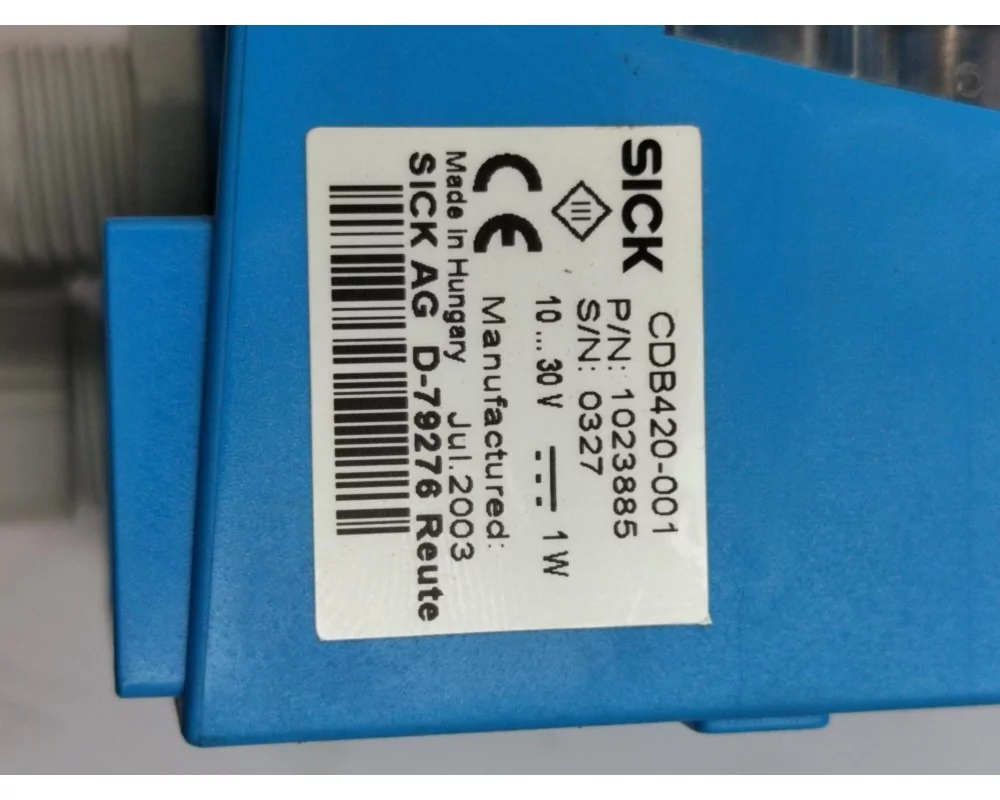 SICK
CDB420-001
P/N: 1023885
S/N: 0327
10 ... 30 V 1 W
CE
Manufactured:
Made in Hungary Jul.2003
SICK AG D-79276 Reute